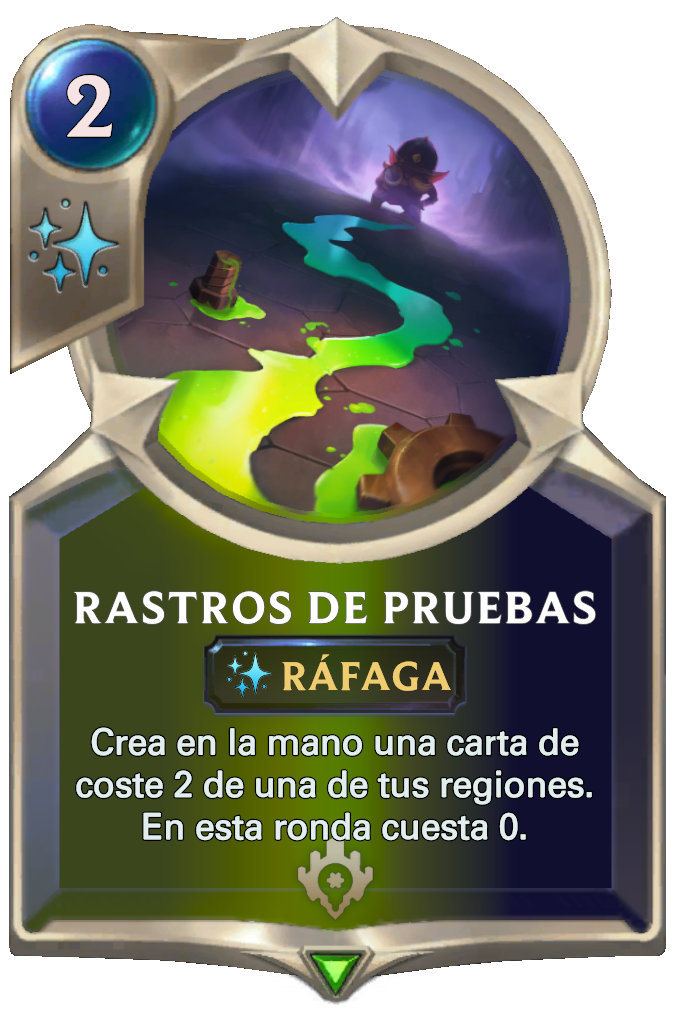 2
RASTROS DE PRUEBAS
RÁFAGA
Crea en la mano una carta de
coste 2 de una de tus regiones.
En esta ronda cuesta 0.